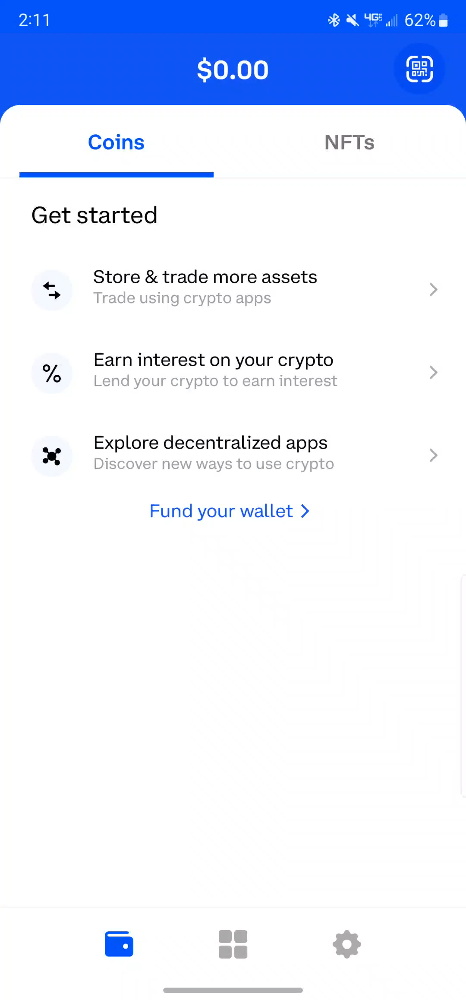 2:11
4G LTE
62%
$0.00
Coins
NFTs
Get started
Store & trade more assets
Trade using crypto apps
Earn interest on your crypto
Lend your crypto to earn interest
Explore decentralized apps
Discover new ways to use crypto
Fund your wallet